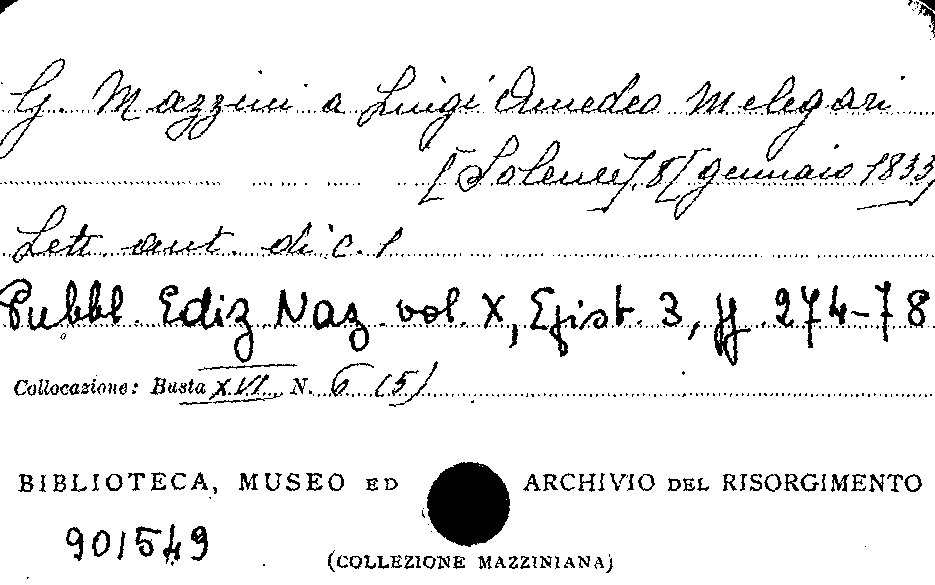 G. Mazzini a Luigi Amedeo Melegari
[Solence], 8 [gennaio 1833]
Lett. aut. di c. 1
Pubbl. Ediz Naz. vol. X, Epist. 3, pp. 274-78
Collocazione: Busta XVI N. 6 (5)
BIBLIOTECA, MUSEO ED ARCHIVIO DEL RISORGIMENTO
901549
(COLLEZIONE MAZZINIANA)